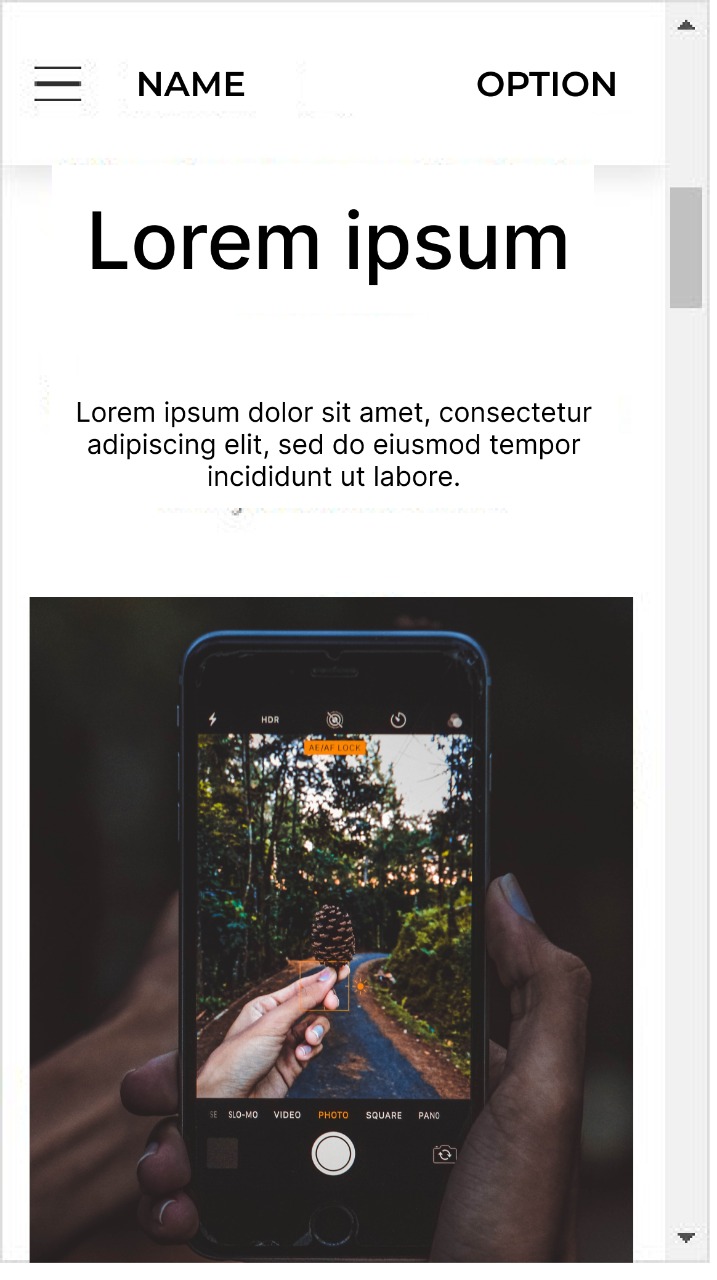 NAME
OPTION
Lorem ipsum
Lorem ipsum dolor sit amet, consectetur
adipiscing elit, sed do eiusmod tempor
incididunt ut labore.
HDR
AE/AF LOCK
SE SLO-MO VIDEO PHOTO SQUARE PANO